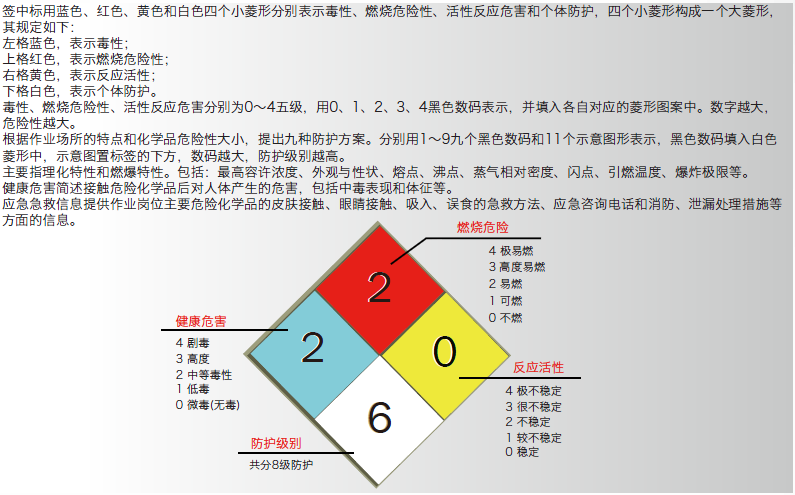 签中标用蓝色、红色、黄色和白色四个小菱形分别表示毒性、燃烧危险性、活性反应危害和个体防护，四个小菱形构成一个大菱形，
其规定如下：
左格蓝色，表示毒性；
上格红色，表示燃烧危险性；
右格黄色，表示反应活性；
下格白色，表示个体防护。
毒性、燃烧危险性、活性反应危害分别为0～4五级，用0、1、2、3、4黑色数码表示，并填入各自对应的菱形图案中。数字越大，
危险性越大。
根据作业场所的特点和化学品危险性大小，提出九种防护方案。分别用1～9九个黑色数码和11个示意图形表示，黑色数码填入白色
菱形中，示意图置标签的下方，数码越大，防护级别越高。
主要指理化特性和燃爆特性。包括：最高容许浓度、外观与性状、熔点、沸点、蒸气相对密度、闪点、引燃温度、爆炸极限等。
健康危害简述接触危险化学品后对人体产生的危害，包括中毒表现和体征等。
应急急救信息提供作业岗位主要危险化学品的皮肤接触、眼睛接触、吸入、误食的急救方法、应急咨询电话和消防、泄漏处理措施等
方面的信息。
燃烧危险
4 极易燃
3 高度易燃
2 易燃
1 可燃
0 不燃
2
健康危害
4 剧毒
3 高度
2 中等毒性
1 低毒
0 微毒(无毒)
2
0
反应活性
4 极不稳定
3 很不稳定
2 不稳定
1 较不稳定
0 稳定
6
防护级别
共分8级防护